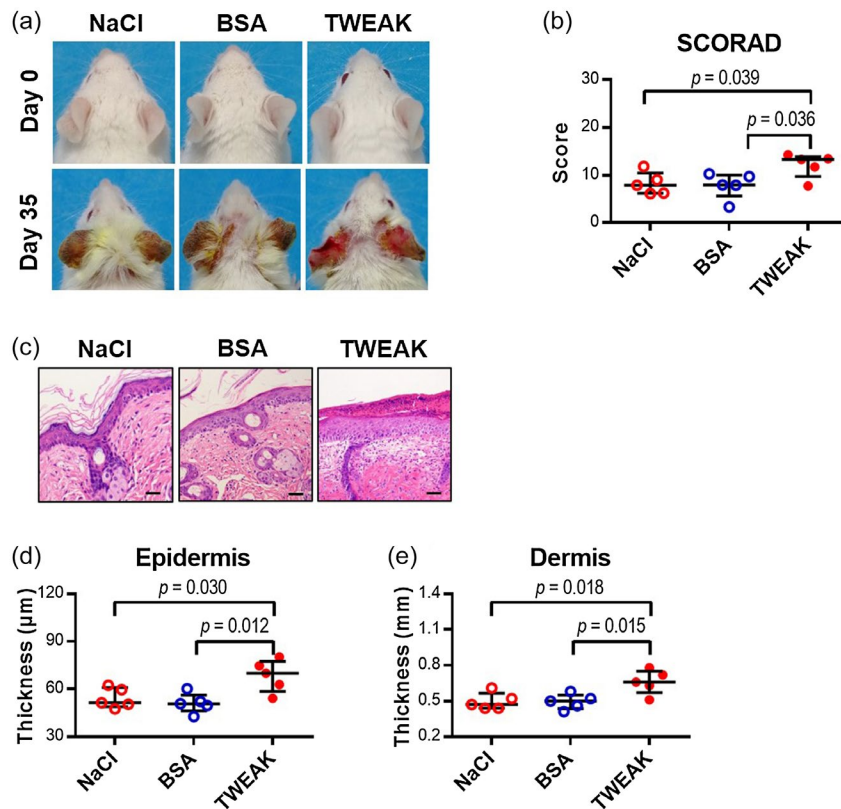 (a)
NaCl BSA TWEAK
Day 0
Day 35
(b)
SCORAD
Score
30
20
10
0
p = 0.039
p = 0.036
NaCl
BSA
TWEAK
(c)
NaCl BSA TWEAK
(d)
Epidermis
Thickness (µm)
120
90
60
30
p = 0.030
p = 0.012
NaCl
BSA
TWEAK
(e)
Dermis
Thickness (mm)
1.4
1.1
0.8
0.5
0.2
p = 0.018
p = 0.015
NaCl
BSA
TWEAK